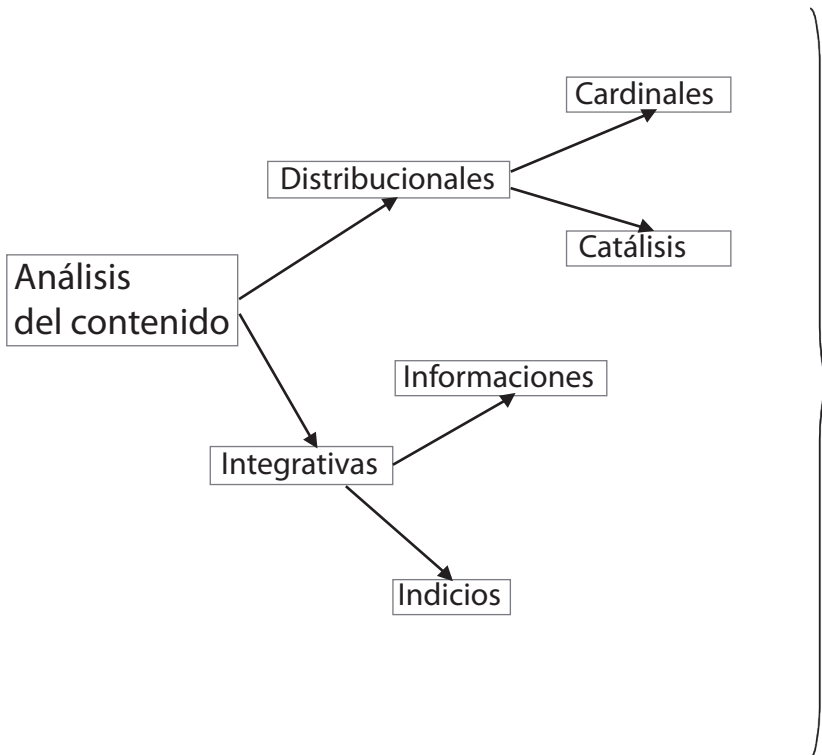 Cardinales
Distribucionales
Catálisis
Análisis
del contenido
Informaciones
Integrativas
Indicios